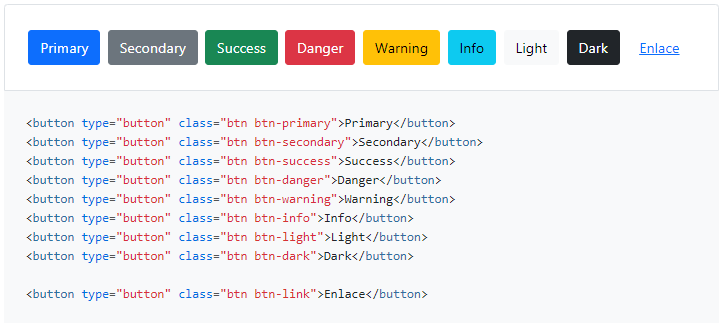 Primary Secondary Success Danger Warning Info Light Dark Enlace
<button type="button" class="btn btn-primary">Primary</button>
<button type="button" class="btn btn-secondary">Secondary</button>
<button type="button" class="btn btn-success">Success</button>
<button type="button" class="btn btn-danger">Danger</button>
<button type="button" class="btn btn-warning">Warning</button>
<button type="button" class="btn btn-info">Info</button>
<button type="button" class="btn btn-light">Light</button>
<button type="button" class="btn btn-dark">Dark</button>
<button type="button" class="btn btn-link">Enlace</button>